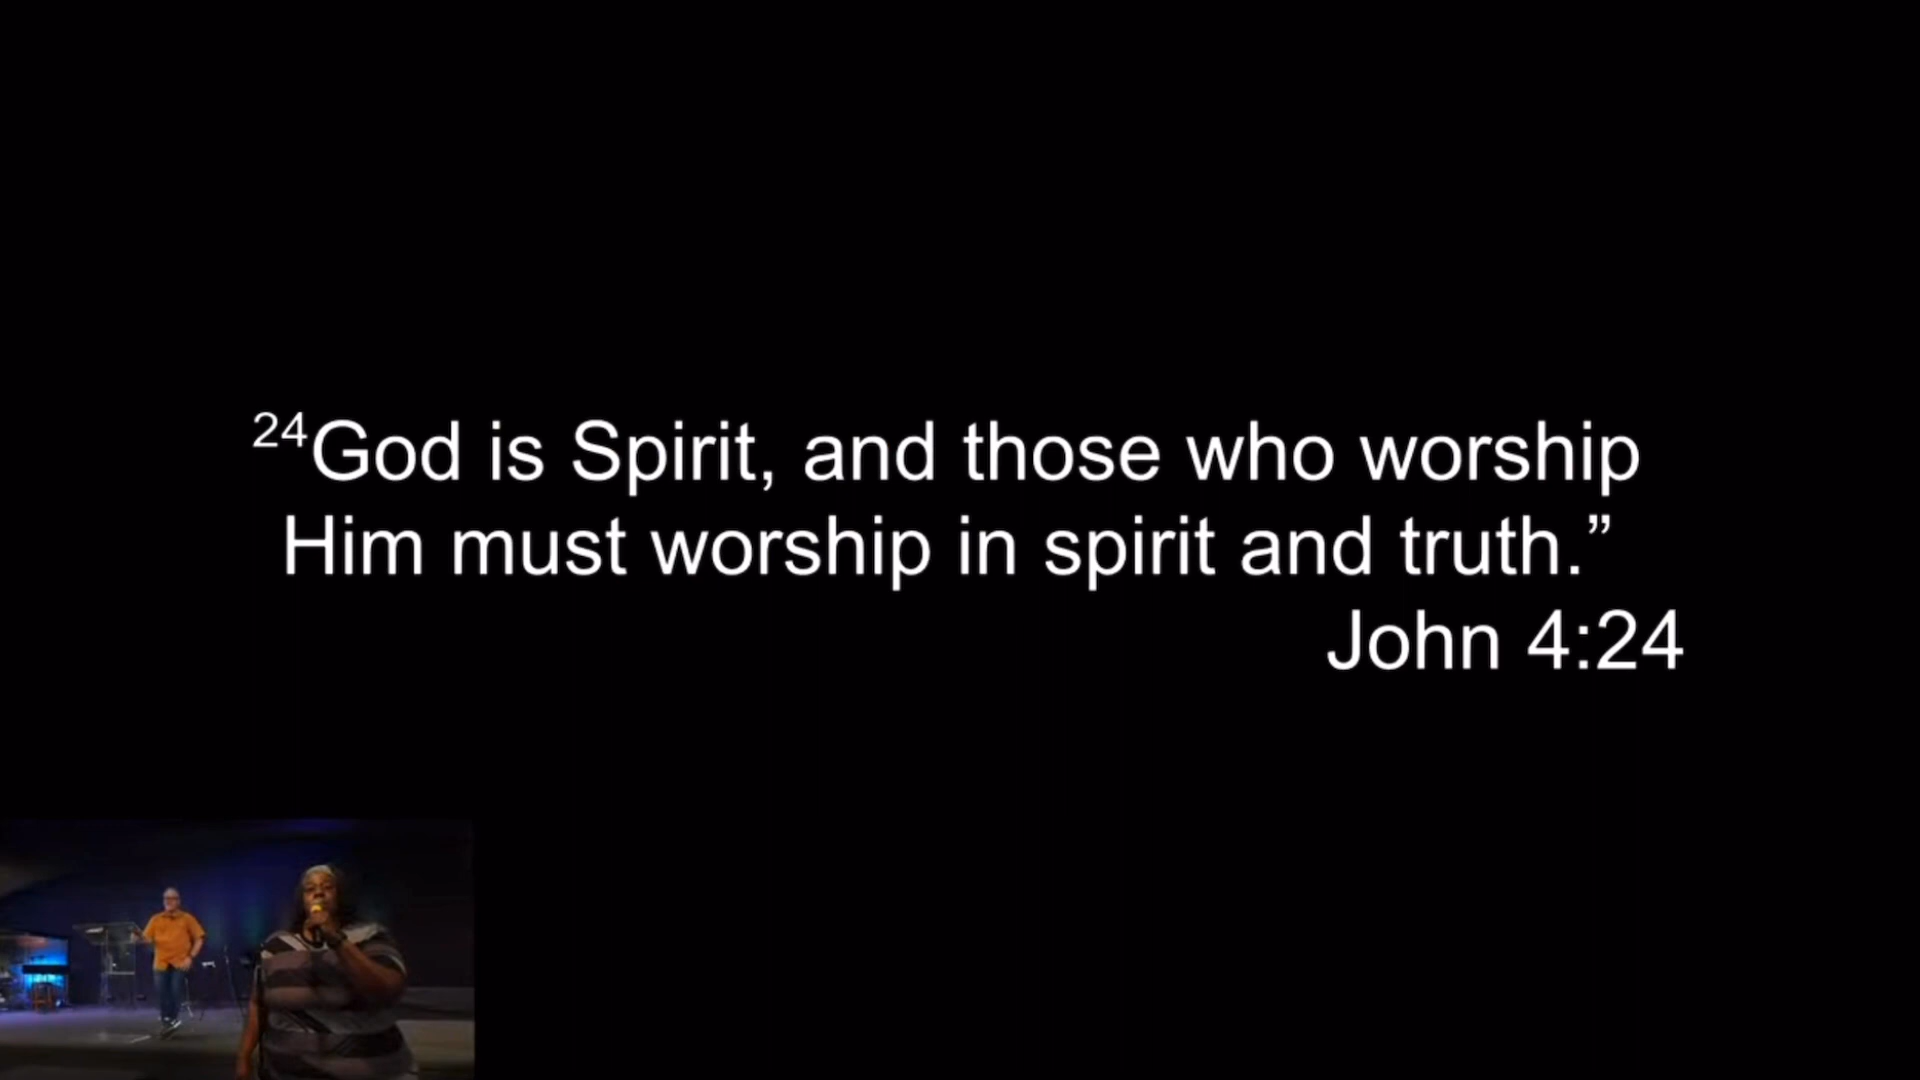 24God is Spirit, and those who worship
Him must worship in spirit and truth.”
John 4:24